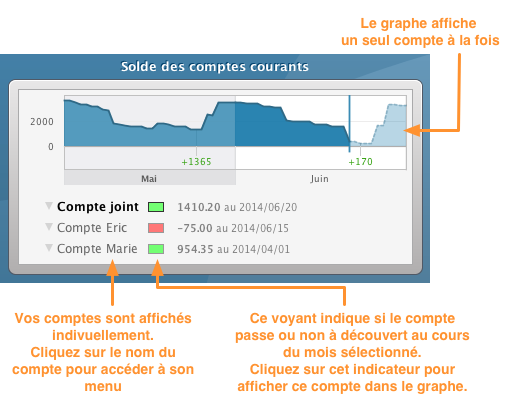 Le graphe affiche
un seul compte à la fois
Solde des comptes courants
2000
0
+1365
+170
Mai
Juin
Compte joint 1410.20 au 2014/06/20
Compte Eric -75.00 au 2014/06/15
Compte Marie 954.35 au 2014/04/01
Vos comptes sont affichés
indivuellement.
Cliquez sur le nom du
compte pour accéder à son
menu
Ce voyant indique si le compte
passe ou non à découvert au cours
du mois sélectionné.
Cliquez sur cet indicateur pour
afficher ce compte dans le graphe.